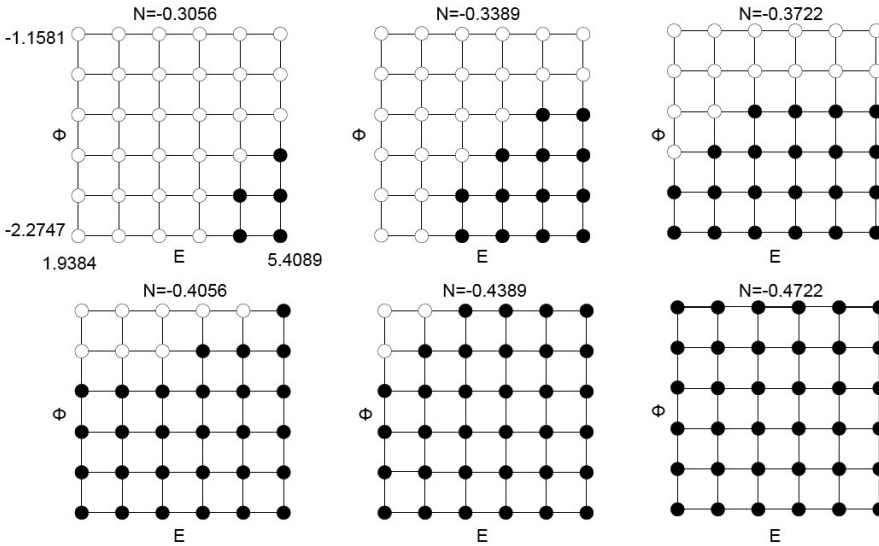 N=-0.3056
N=-0.3389
N=-0.3722
-1.1581
Φ
Φ
Φ
-2.2747
E
E
E
1.9384
5.4089
N=-0.4056
N=-0.4389
N=-0.4722
Φ
Φ
Φ
E
E
E